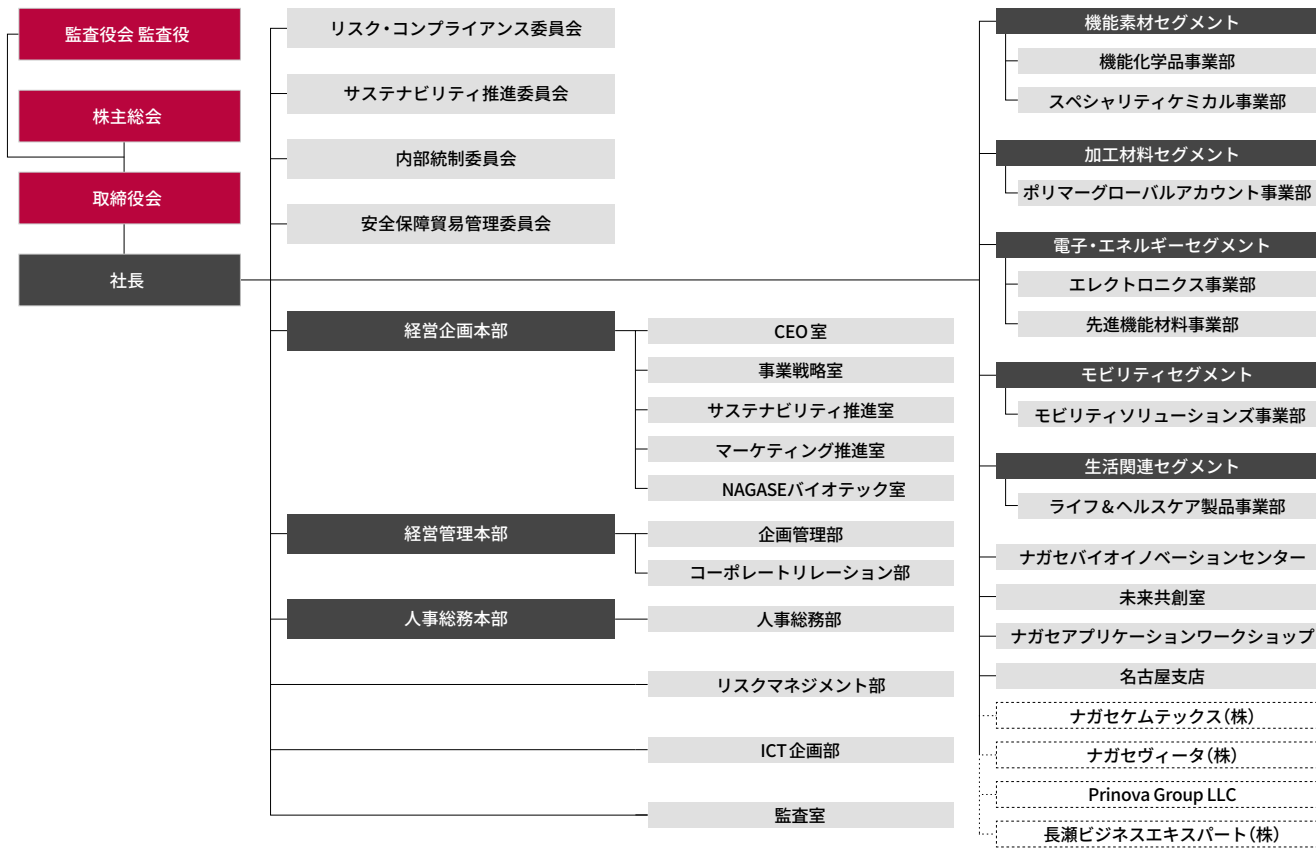 監査役会 監査役
株主総会
取締役会
社長
リスク・コンプライアンス委員会
サステナビリティ推進委員会
内部統制委員会
安全保障貿易管理委員会
経営企画本部
CEO室
事業戦略室
サステナビリティ推進室
マーケティング推進室
NAGASEバイオテック室
経営管理本部
企画管理部
コーポレートリレーション部
人事総務本部
人事総務部
リスクマネジメント部
ICT企画部
監査室
機能素材セグメント
機能化学品事業部
スペシャリティケミカル事業部
加工材料セグメント
ポリマーグローバルアカウント事業部
電子・エネルギーセグメント
エレクトロニクス事業部
先進機能材料事業部
モビリティセグメント
モビリティソリューションズ事業部
生活関連セグメント
ライフ&ヘルスケア製品事業部
ナガセバイオイノベーションセンター
未来共創室
ナガセアプリケーションワークショップ
名古屋支店
ナガセケムテックス(株)
ナガセヴィータ(株)
Prinova Group LLC
長瀬ビジネスエキスパート(株)